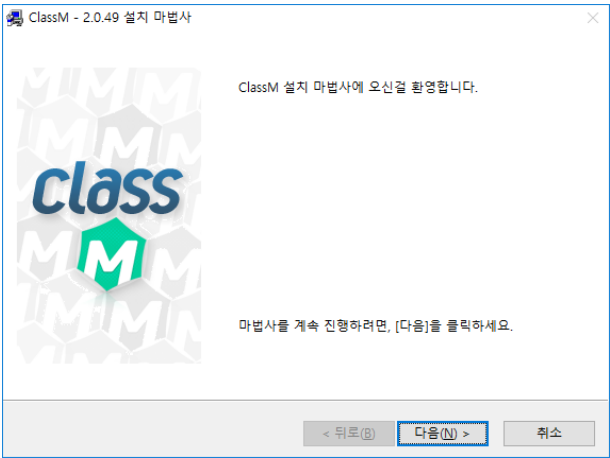 ClassM - 2.0.49 설치 마법사
ClassM 설치 마법사에 오신걸 환영합니다.
class
M
마법사를 계속 진행하려면, [다음]을 클릭하세요.
< 뒤로(B)
다음(N) >
취소